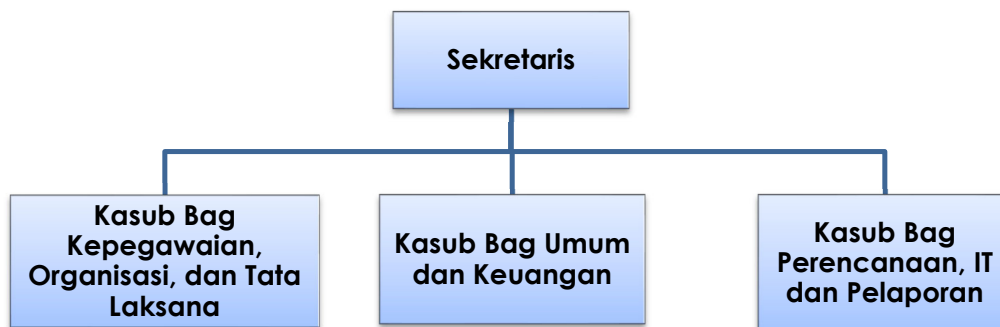 Sekretaris
Kasub Bag
Kepegawaian,
Organisasi, dan Tata
Laksana
Kasub Bag Umum
dan Keuangan
Kasub Bag
Perencanaan, IT
dan Pelaporan